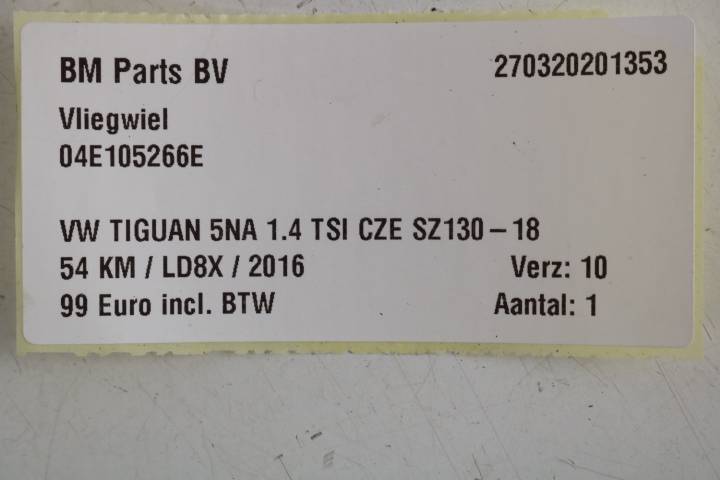 BM Parts BV 270320201353
Vliegwiel
04E105266E
VW TIGUAN 5NA 1.4 TSI CZE SZ130-18
54 KM / LD8X / 2016 Verz: 10
99 Euro incl. BTW Aantal: 1